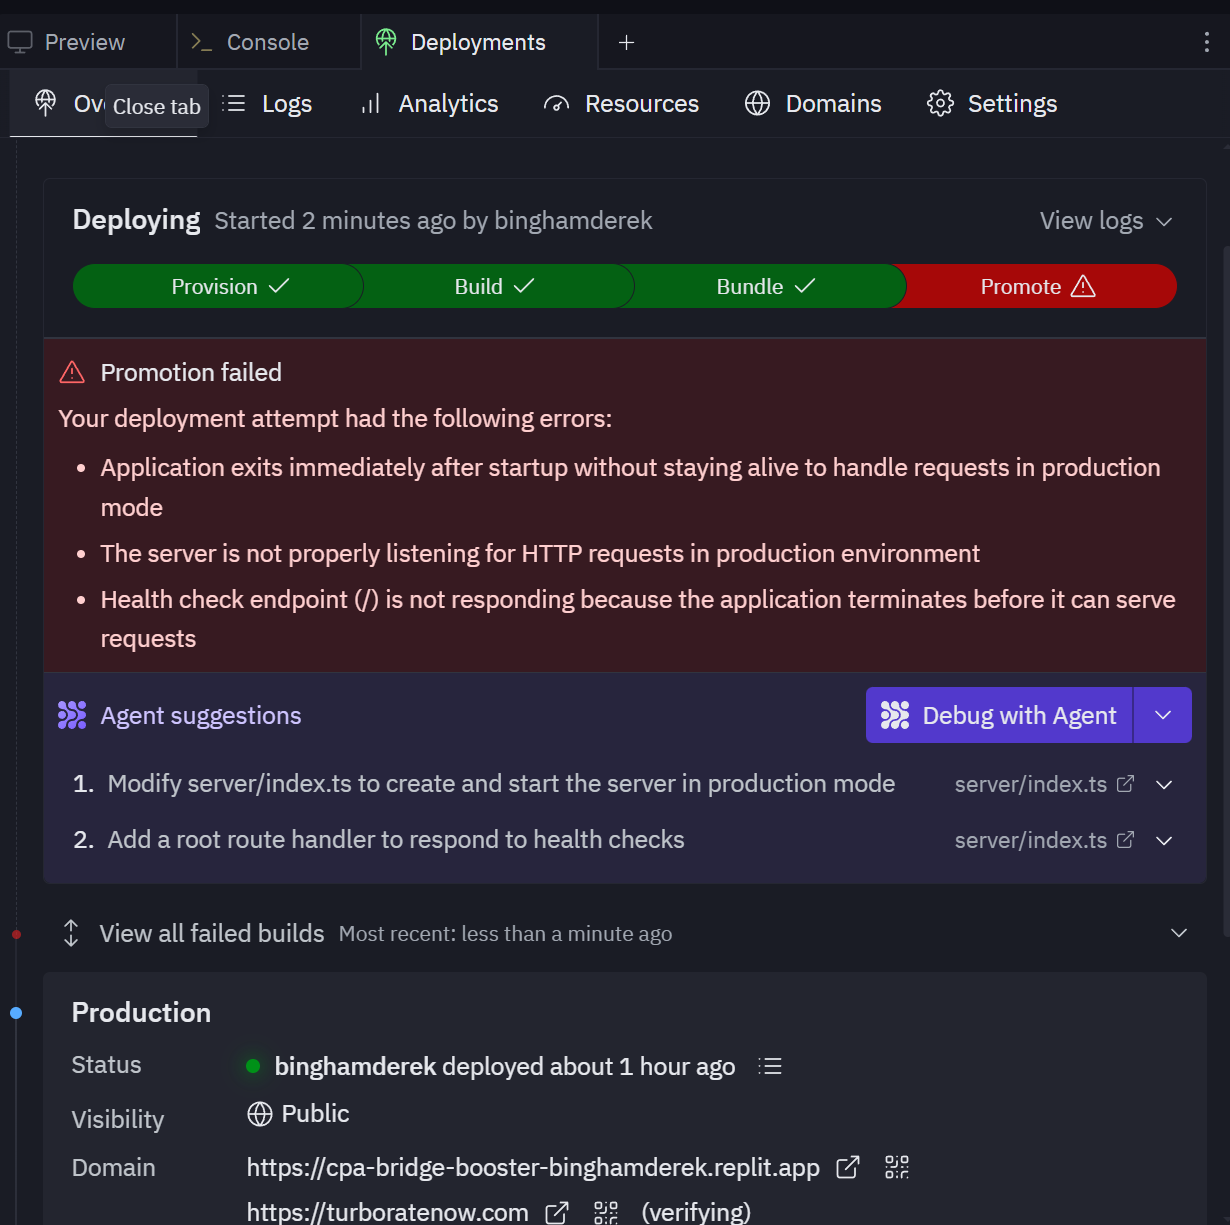 Preview
Console
Deployments
Close tab
Logs
Analytics
Resources
Domains
Settings
Deploying Started 2 minutes ago by binghamderek
View logs
Provision
Build
Bundle
Promote
Promotion failed
Your deployment attempt had the following errors:
• Application exits immediately after startup without staying alive to handle requests in production
mode
• The server is not properly listening for HTTP requests in production environment
• Health check endpoint (/) is not responding because the application terminates before it can serve
requests
Agent suggestions
Debug with Agent
1. Modify server/index.ts to create and start the server in production mode
server/index.ts
2. Add a root route handler to respond to health checks
server/index.ts
View all failed builds Most recent: less than a minute ago
Production
Status
binghamderek deployed about 1 hour ago
Visibility
Public
Domain
https://cpa-bridge-booster-binghamderek.replit.app
https://turboratenow.com (verifying)